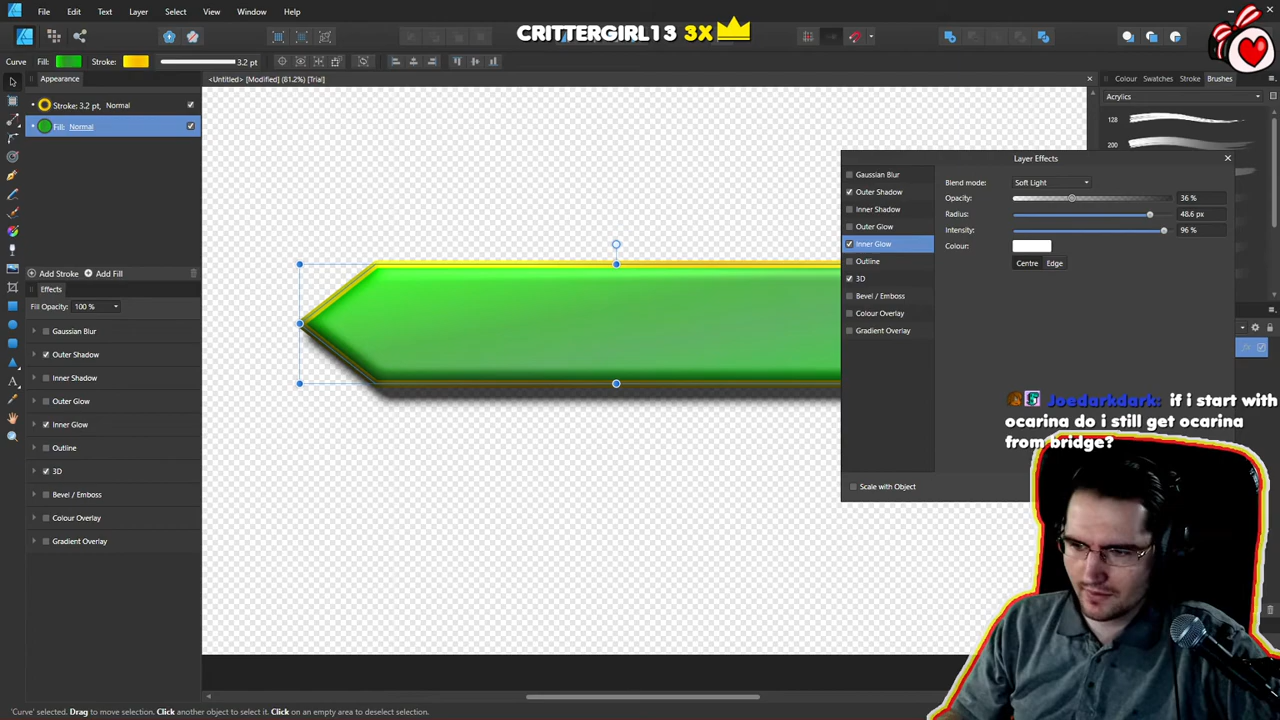 File Edit Text Layer Select View Window Help
CRITTERGIRL13 3X
Curve Fill: Stroke: 3.2 pt
Appearance
<Untitled> [Modified] (81.2%) [Trial]
Colour Swatches Stroke Brushes
Acrylics
128
200
Stroke: 3.2 pt, Normal
Fill: Normal
Add Stroke Add Fill
Effects
Fill Opacity: 100 %
Gaussian Blur
Outer Shadow
Inner Shadow
Outer Glow
Inner Glow
Outline
3D
Bevel / Emboss
Colour Overlay
Gradient Overlay
Layer Effects
Gaussian Blur
Outer Shadow
Inner Shadow
Outer Glow
Inner Glow
Outline
3D
Bevel / Emboss
Colour Overlay
Gradient Overlay
Blend mode: Soft Light
Opacity: 36 %
Radius: 48.6 px
Intensity: 96 %
Colour:
Centre Edge
Scale with Object
Joedarkdark: if i start with
ocarina do i still get ocarina
from bridge?
'Curve' selected. Drag to move selection. Click another object to select it. Click on an empty area to deselect selection.